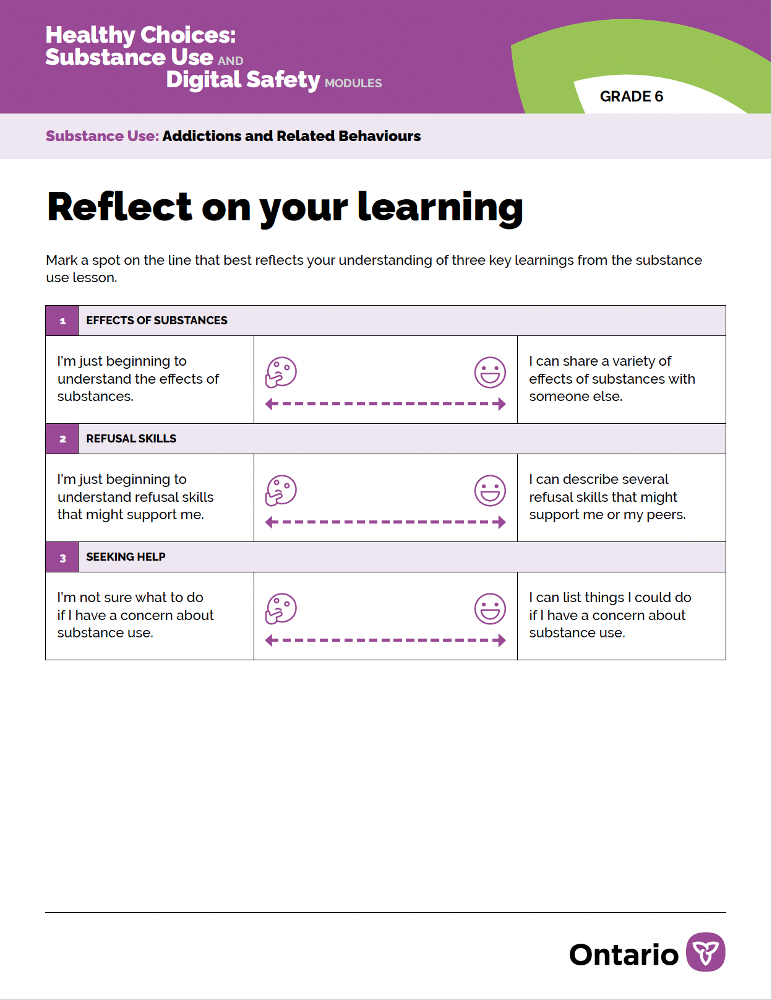 Healthy Choices:
Substance Use AND
Digital Safety MODULES
GRADE 6
Substance Use: Addictions and Related Behaviours
Reflect on your learning
Mark a spot on the line that best reflects your understanding of three key learnings from the substance
use lesson.
1 EFFECTS OF SUBSTANCES
I'm just beginning to
understand the effects of
substances.
I can share a variety of
effects of substances with
someone else.
2 REFUSAL SKILLS
I'm just beginning to
understand refusal skills
that might support me.
I can describe several
refusal skills that might
support me or my peers.
3 SEEKING HELP
I'm not sure what to do
if I have a concern about
substance use.
I can list things I could do
if I have a concern about
substance use.
Ontario